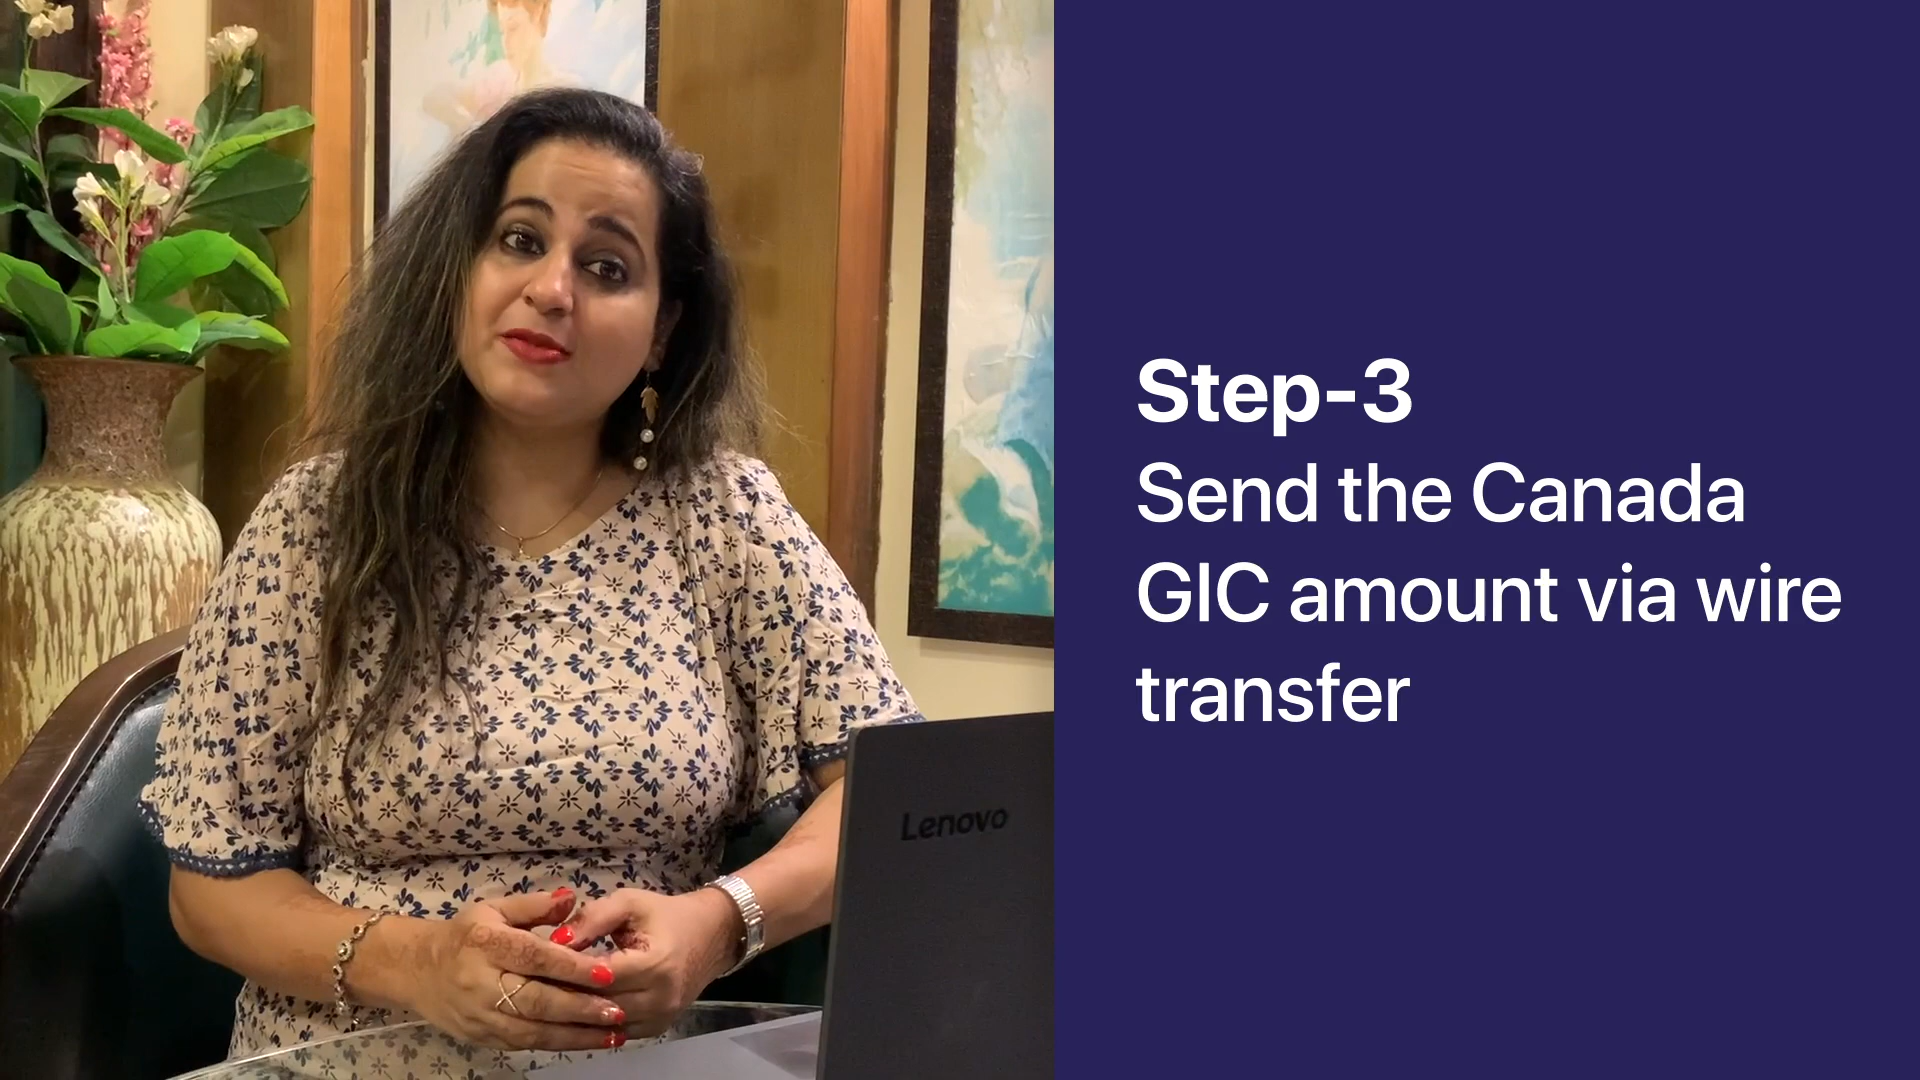 Step-3
Send the Canada
GIC amount via wire
transfer
Lenovo